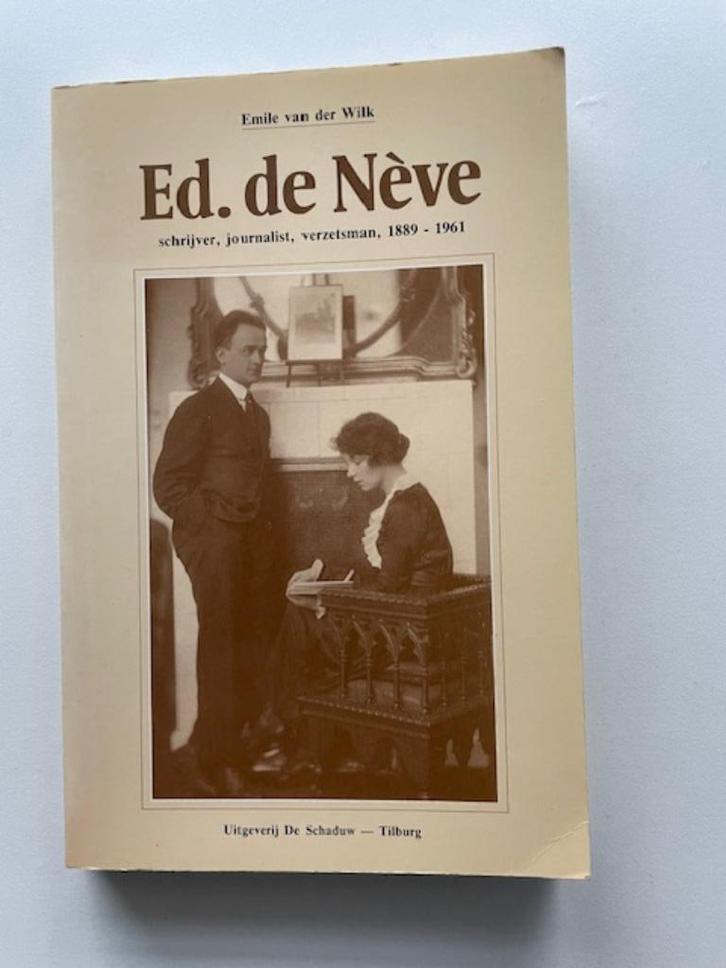 Emile van der Wilk
Ed. de Nève
schrijver, journalist, verzetsman, 1889 - 1961
Uitgeverij De Schaduw — Tilburg